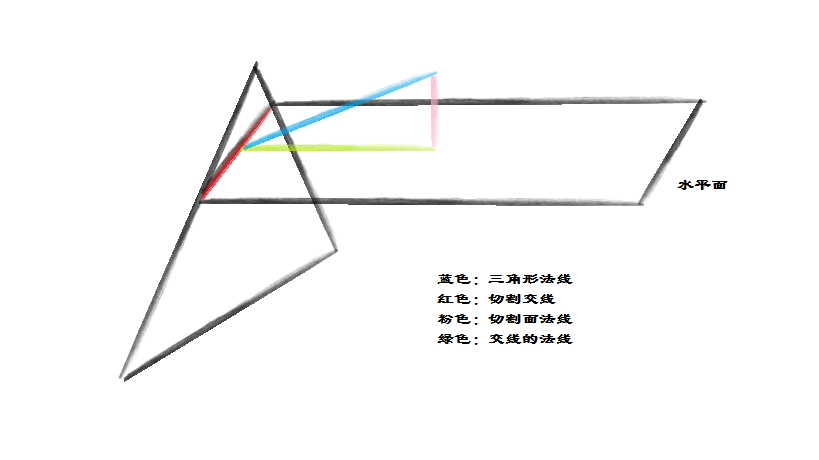 水平面
蓝色：三角形法线
红色：切割交线
粉色：切割面法线
绿色：交线的法线